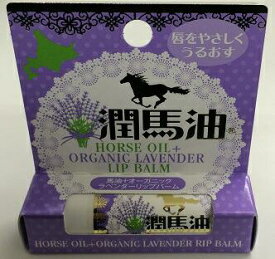 唇をやさしく
うるおす
潤馬油®
HORSE OIL+
ORGANIC LAVENDER
LIP BALM
馬油+オーガニック
ラベンダーリップバーム
潤馬油
HORSE OIL+ORGANIC LAVENDER RIP BALM